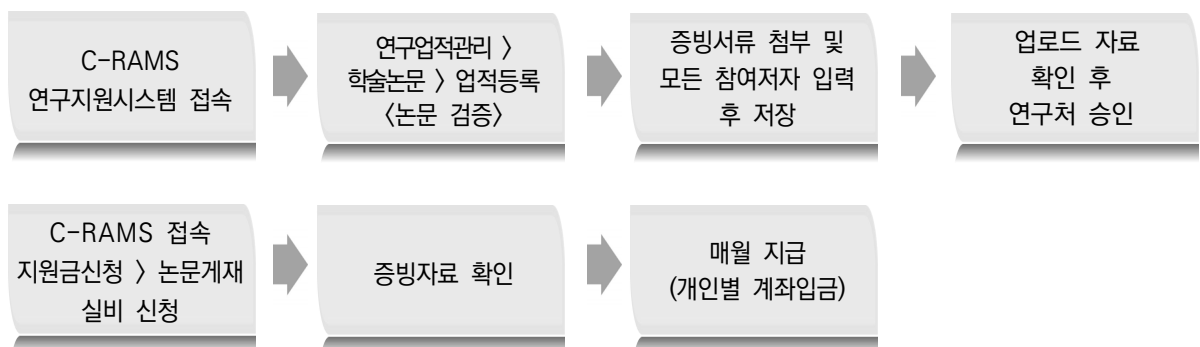 C-RAMS
연구지원시스템 접속
연구업적관리 〉
학술논문 〉 업적등록
〈논문 검증〉
증빙서류 첨부 및
모든 참여저자 입력
후 저장
업로드 자료
확인 후
연구처 승인
C-RAMS 접속
지원금신청 〉 논문게재
실비 신청
증빙자료 확인
매월 지급
(개인별 계좌입금)